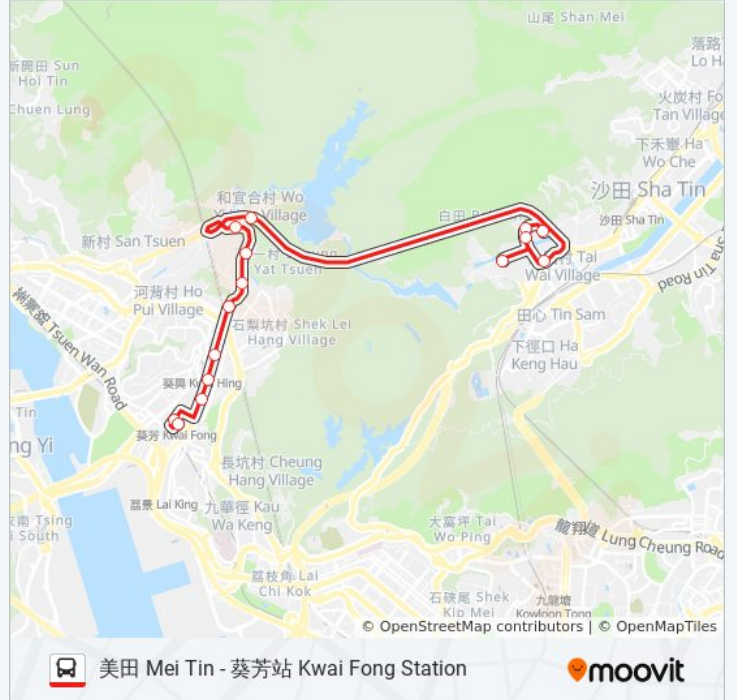 山尾 Shan Mei
落路
Lo H
新開田 Sun
Hoi Tin
Chuen Lung
火炭村 Fo
Tan Village
下禾輋 Ha
Wo Che
沙田 Sha Tin
沙田 Sha Tin
和宜合村 Wo
Village
白田
新村 San Tsuen
一村
Yat Tsuen
村 Tai
Wai Village
Sha Tin Road
河背村 Ho
Pui Village
荃灣路 Tsuen Wan Road
石梨坑村 Shek Lei
Hang Village
田心 Tin Sam
下徑口 Ha
Keng Hau
葵興 Hing
Tin
葵芳 Kwai Fong
ng Yi
長坑村 Cheung
Hang Village
荔景 Lai King
九華徑 Kau
Wa Keng
南 Tsing
i South
大富坪 Tai
Wo Ping
龍翔道 Lung Cheung Road
荔枝角 Lai
Chi Kok
石硤尾 Shek
Kip Mei
九龍塘
Kowloon Tong
© OpenStreetMap contributors | © OpenMapTiles
美田 Mei Tin - 葵芳站 Kwai Fong Station
moovit